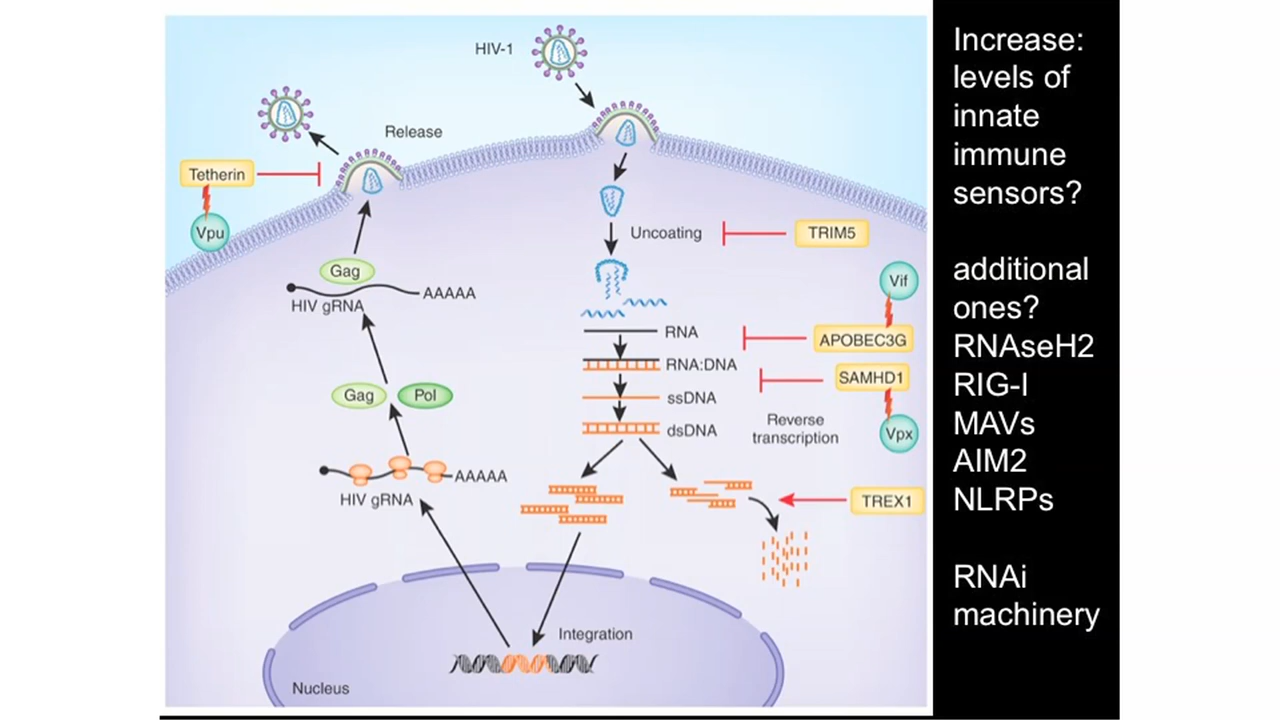 HIV-1
Release
Tetherin
Vpu
Uncoating
TRIM5
Gag
HIV gRNA
AAAAA
Vif
RNA
APOBEC3G
RNA:DNA
SAMHD1
Gag
Pol
ssDNA
Reverse
transcription
dsDNA
Vpx
AAAAA
HIV gRNA
TREX1
Integration
Nucleus
Increase:
levels of
innate
immune
sensors?
additional
ones?
RNAseH2
RIG-I
MAVs
AIM2
NLRPs
RNAi
machinery